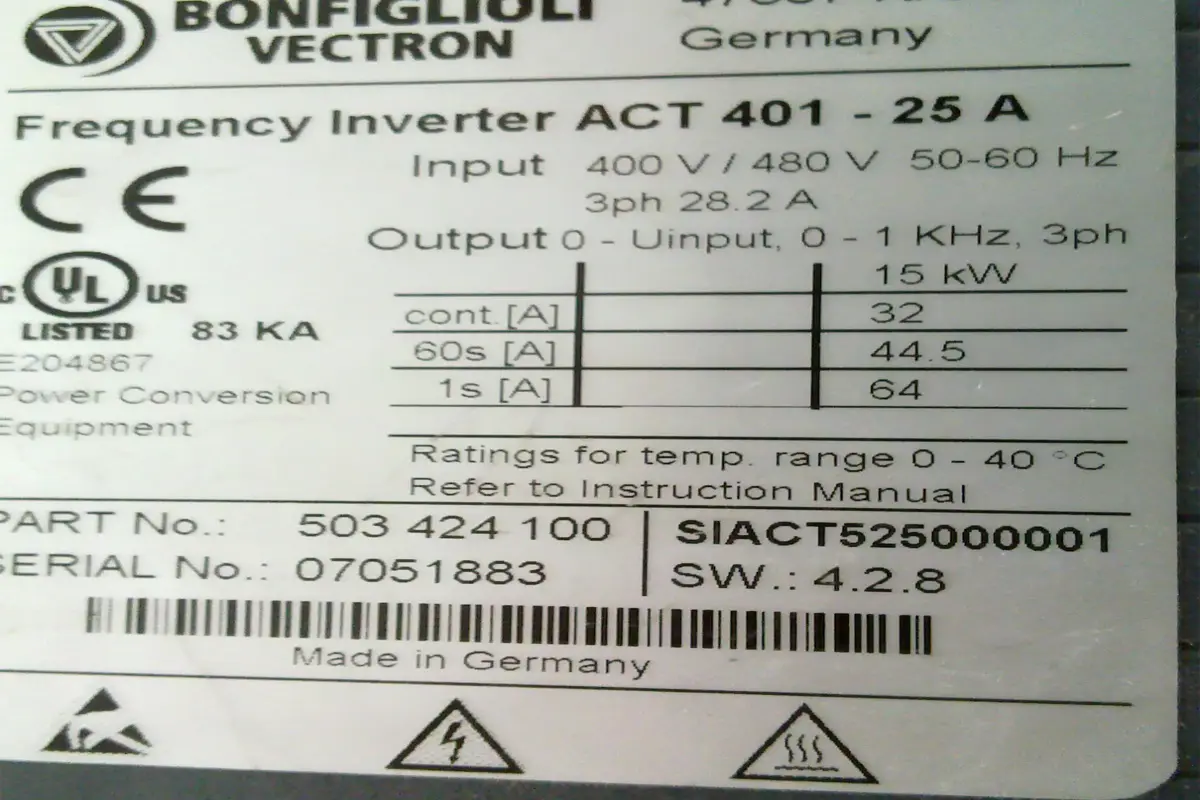 BONFIGLIOLI
VECTRON
Germany
Frequency Inverter ACT 401 - 25 A
Input 400 V / 480 V 50-60 Hz
3ph 28.2 A
Output 0 - Uinput, 0 - 1 KHz, 3ph
15 kW
cont.[A] 32
60s [A] 44.5
1s [A] 64
CE
C UL US
LISTED 83 KA
E204867
Power Conversion
Equipment
Ratings for temp. range 0 - 40 °C
Refer to Instruction Manual
PART No.: 503 424 100 SIACT525000001
SERIAL No.: 07051883 SW.: 4.2.8
Made in Germany